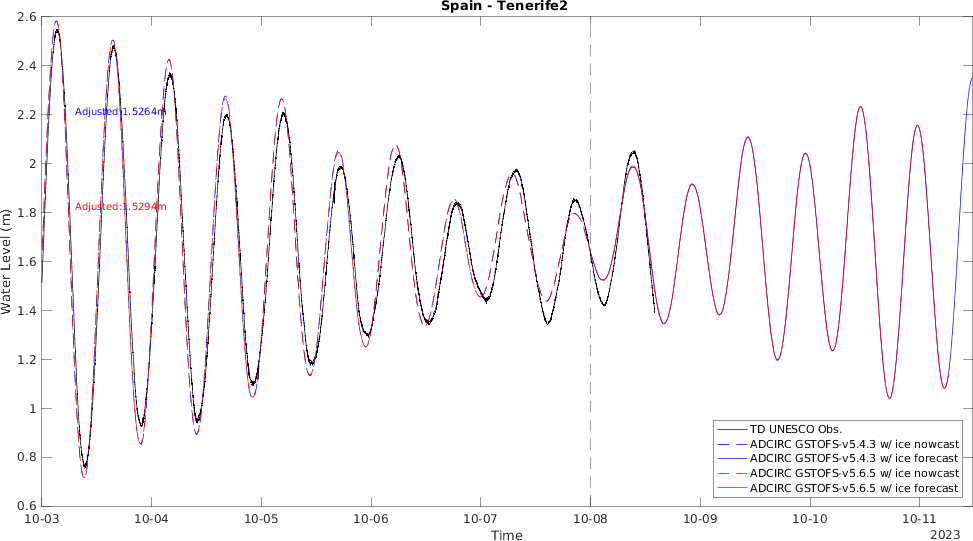 Spain - Tenerife2
Water Level (m)
2.6
2.4
2.2
2
1.8
1.6
1.4
1.2
1
0.8
0.6
Adjusted:1.5264m
Adjusted:1.5294m
TD UNESCO Obs.
ADCIRC GSTOFS-v5.4.3 w/ ice nowcast
ADCIRC GSTOFS-v5.4.3 w/ ice forecast
ADCIRC GSTOFS-v5.6.5 w/ ice nowcast
ADCIRC GSTOFS-v5.6.5 w/ ice forecast
10-03 10-04 10-05 10-06 10-07 10-08 10-09 10-10 10-11
Time
2023